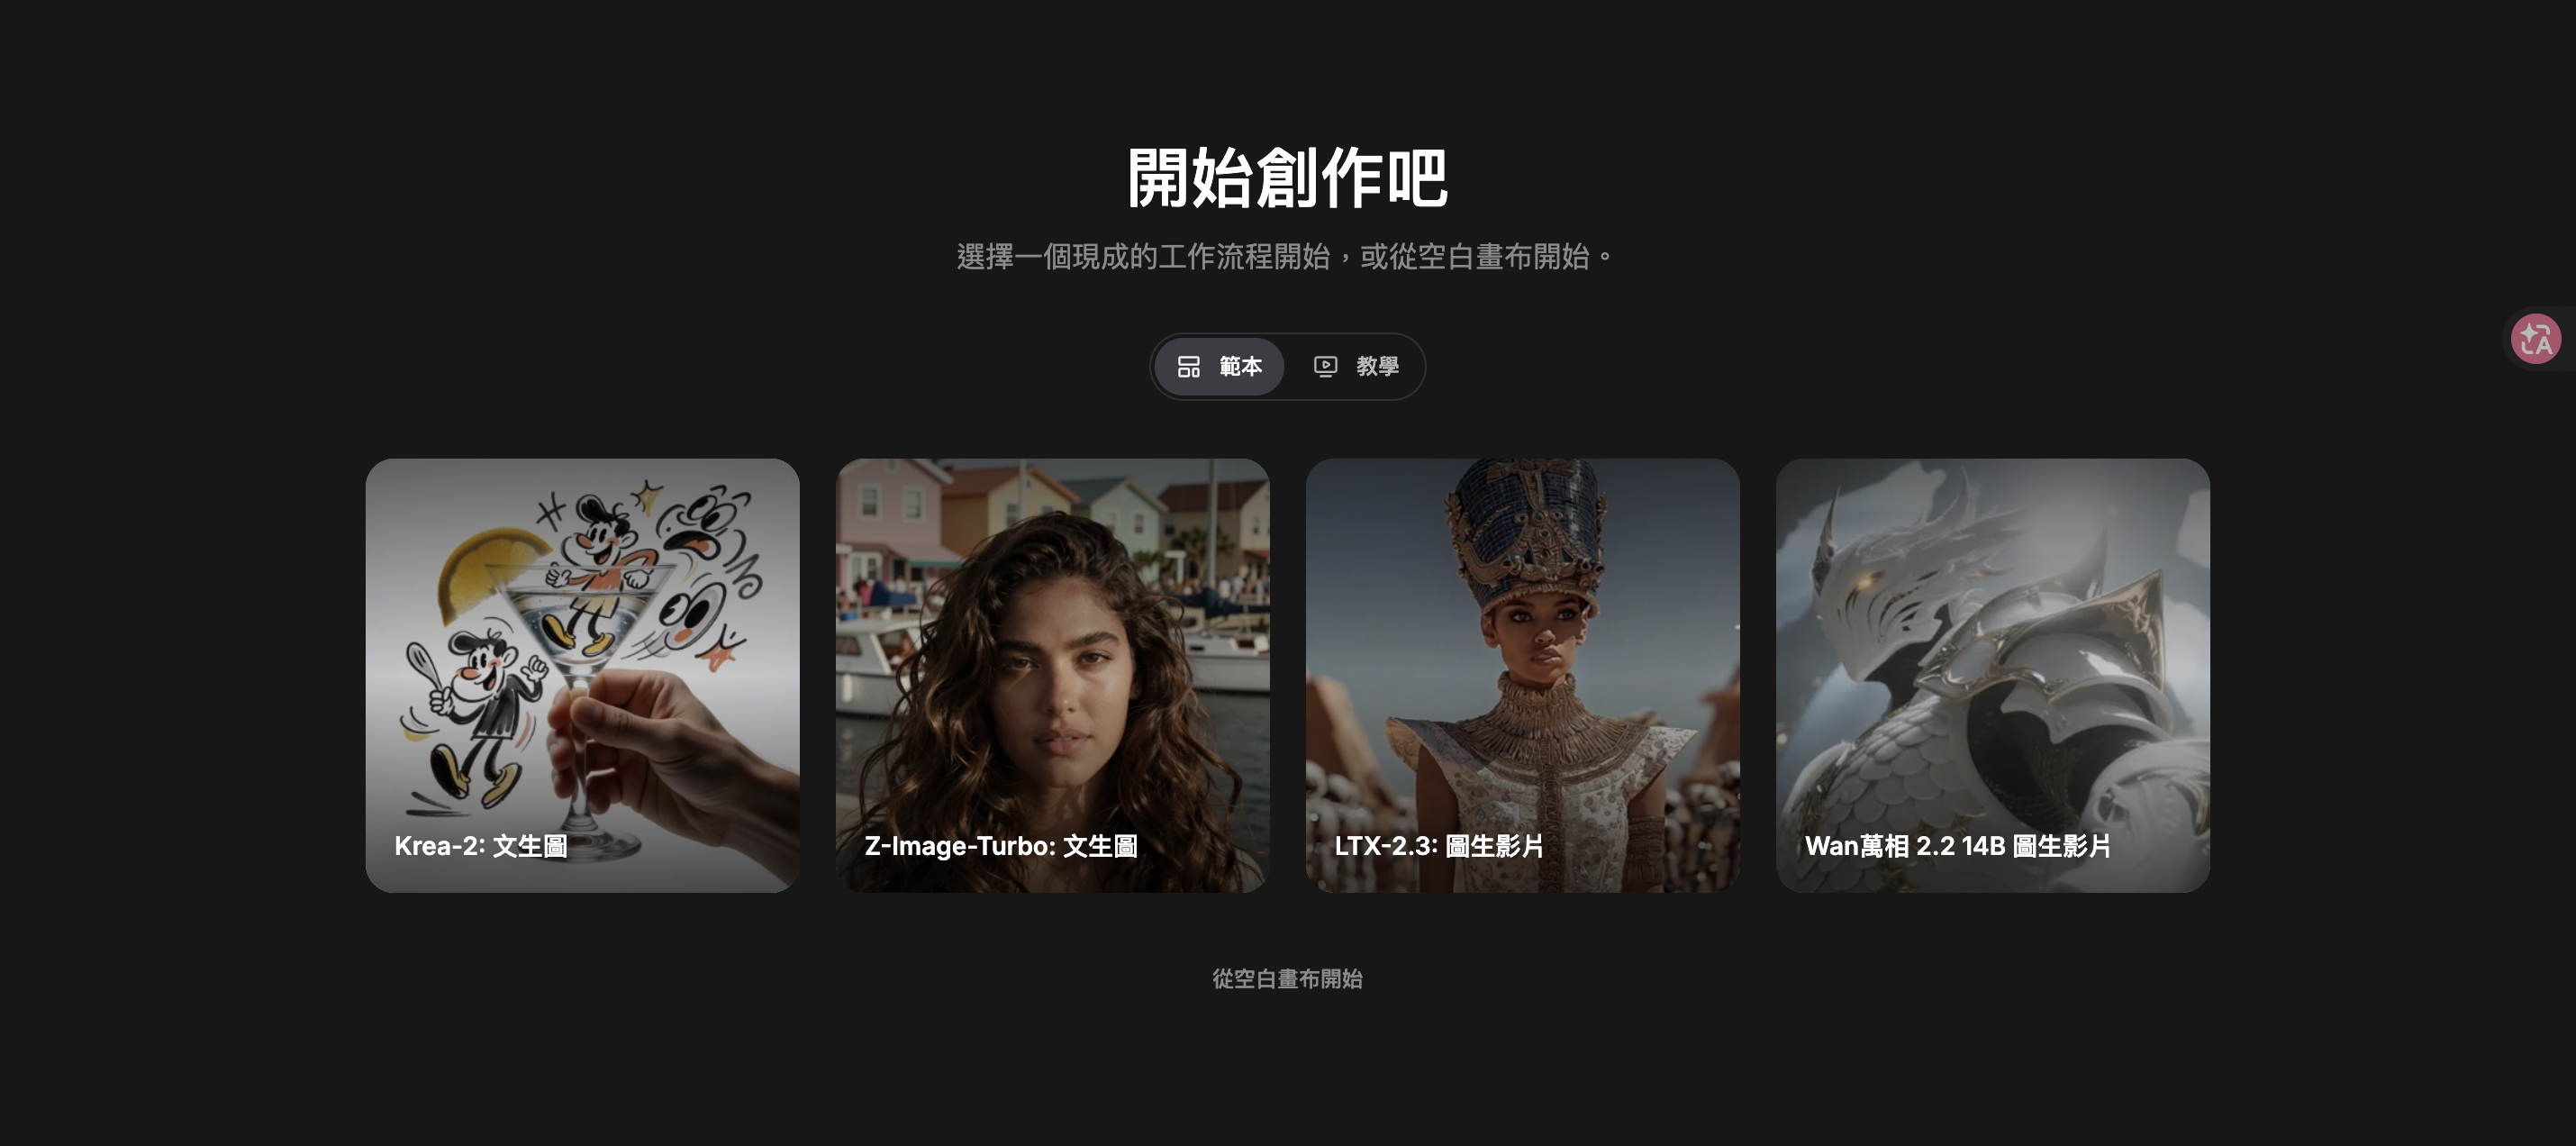 開始創作吧
選擇一個現成的工作流程開始，或從空白畫布開始。
範本
教學
Krea-2: 文生圖
Z-Image-Turbo: 文生圖
LTX-2.3: 圖生影片
Wan萬相 2.2 14B 圖生影片
從空白畫布開始